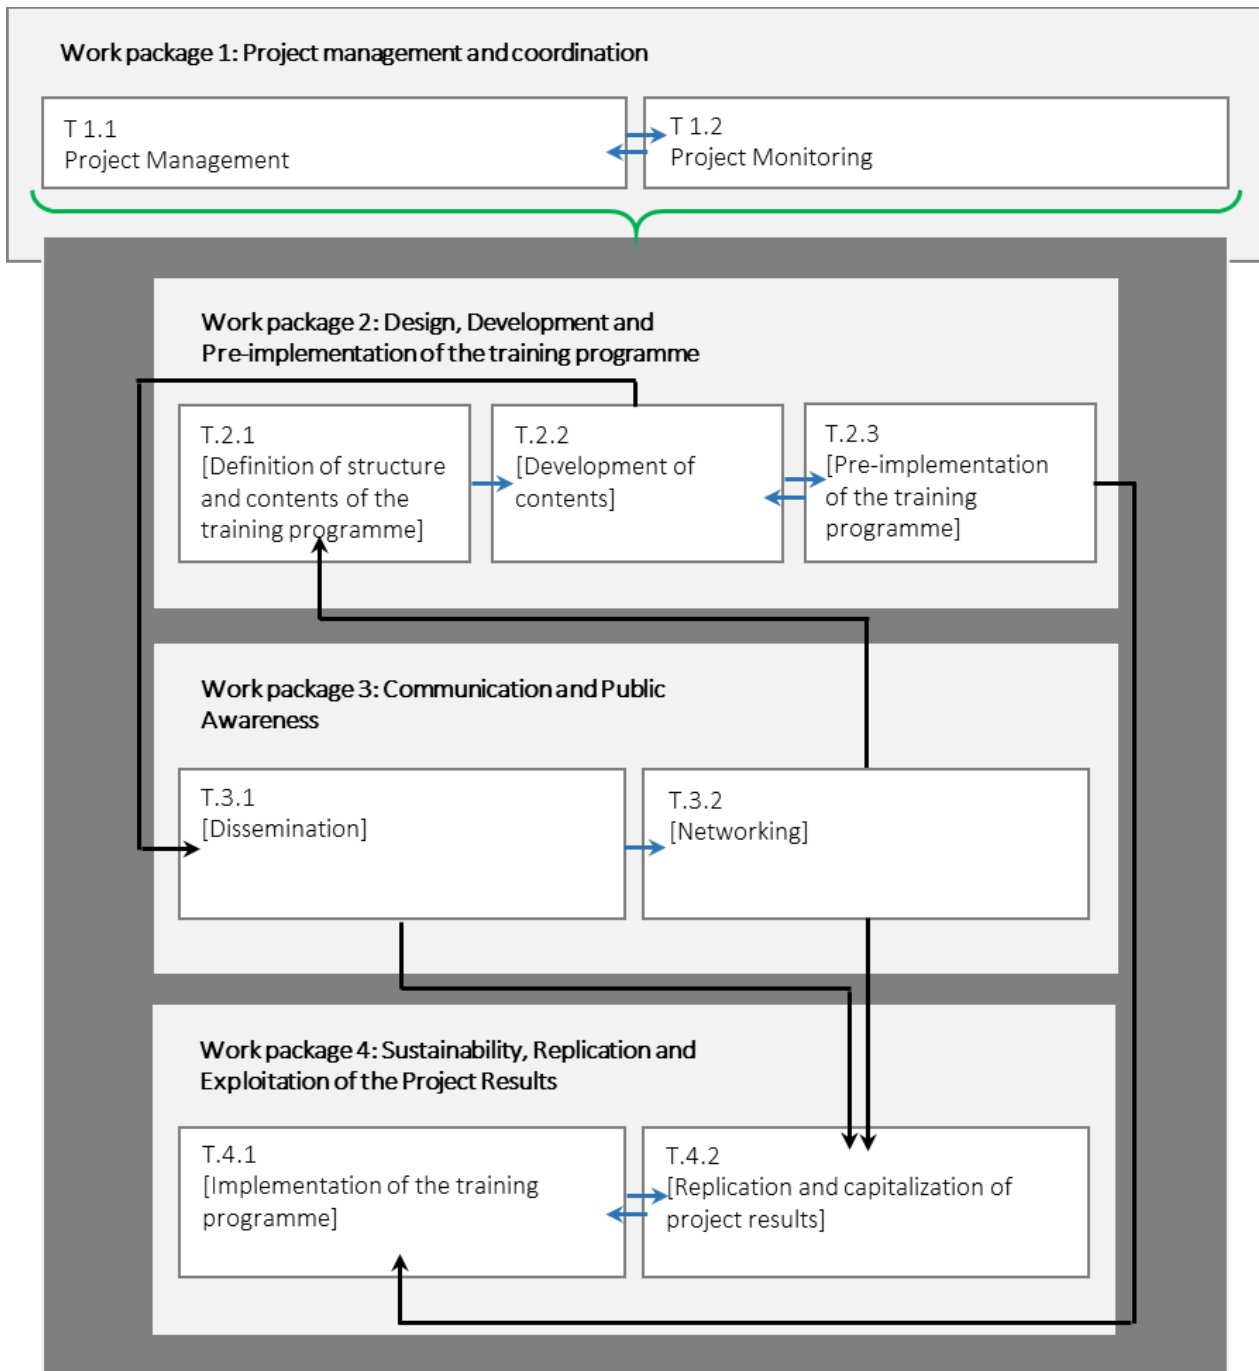 Work package 1: Project management and coordination
T 1.1
Project Management
T 1.2
Project Monitoring
Work package 2: Design, Development and
Pre-implementation of the training programme
T.2.1
[Definition of structure
and contents of the
training programme]
T.2.2
[Development of
contents]
T.2.3
[Pre-implementation
of the training
programme]
Work package 3: Communication and Public
Awareness
T.3.1
[Dissemination]
T.3.2
[Networking]
Work package 4: Sustainability, Replication and
Exploitation of the Project Results
T.4.1
[Implementation of the training
programme]
T.4.2
[Replication and capitalization of
project results]